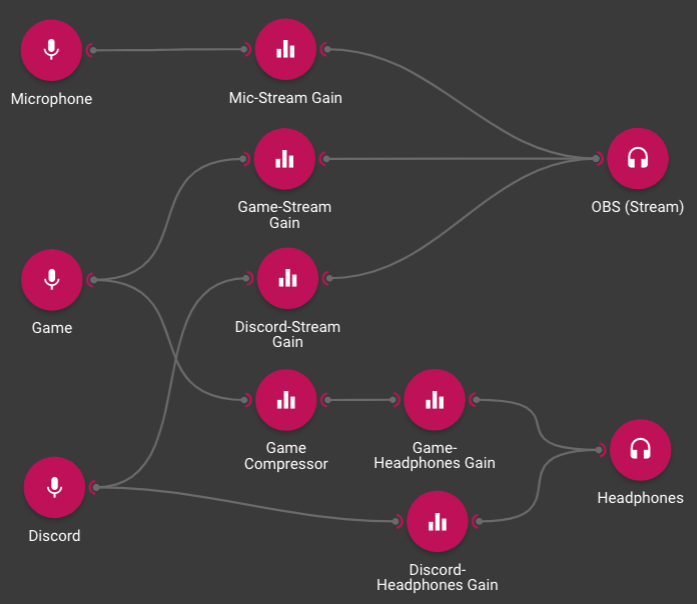 Microphone
Mic-Stream Gain
Game-Stream
Gain
OBS (Stream)
Game
Discord-Stream
Gain
Game
Compressor
Game-
Headphones Gain
Headphones
Discord
Discord-
Headphones Gain